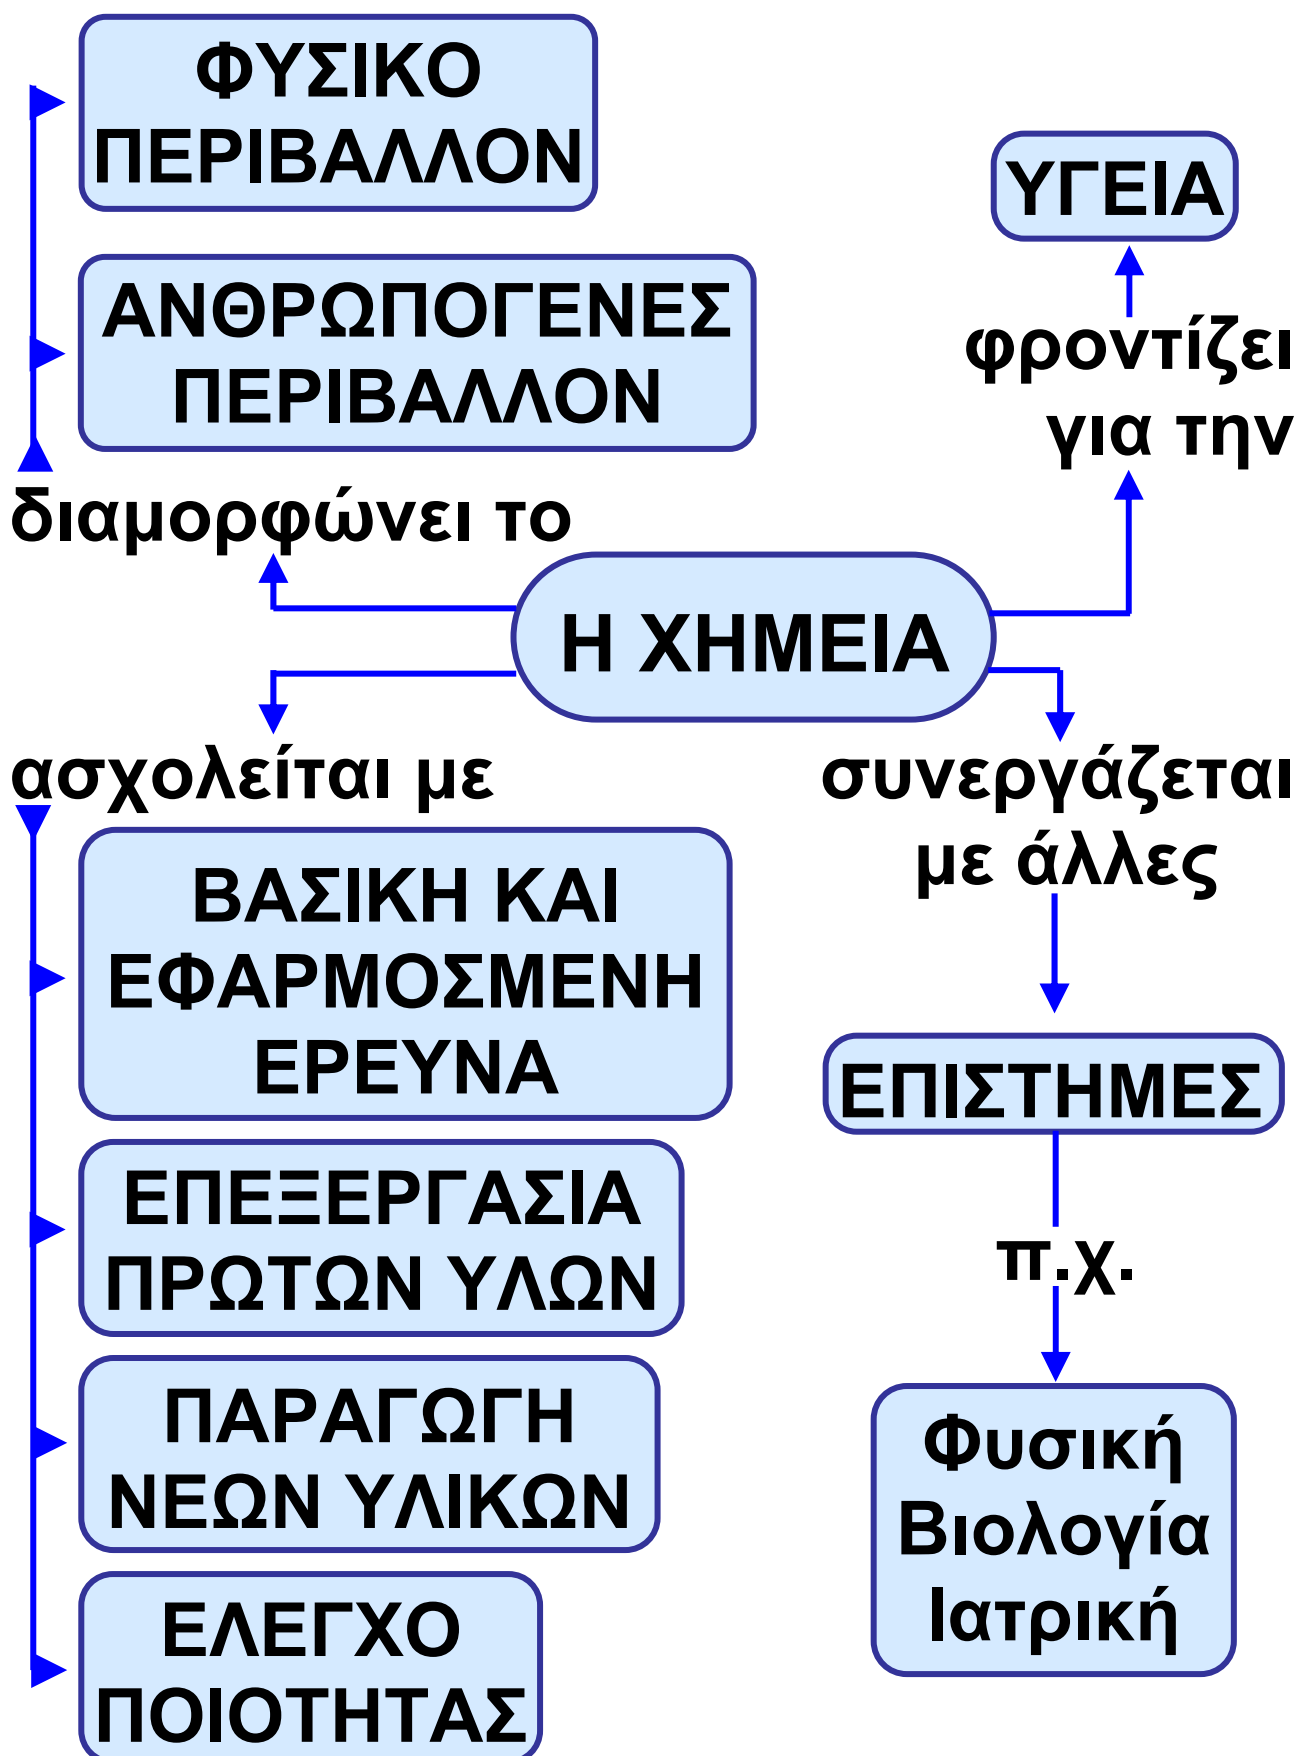 ΦΥΣΙΚΟ
ΠΕΡΙΒΑΛΛΟΝ
ΑΝΘΡΩΠΟΓΕΝΕΣ
ΠΕΡΙΒΑΛΛΟΝ
διαμορφώνει το
ΥΓΕΙΑ
φροντίζει
για την
Η ΧΗΜΕΙΑ
ασχολείται με
ΒΑΣΙΚΗ ΚΑΙ
ΕΦΑΡΜΟΣΜΕΝΗ
ΕΡΕΥΝΑ
ΕΠΕΞΕΡΓΑΣΙΑ
ΠΡΩΤΩΝ ΥΛΩΝ
ΠΑΡΑΓΩΓΗ
ΝΕΩΝ ΥΛΙΚΩΝ
ΕΛΕΓΧΟ
ΠΟΙΟΤΗΤΑΣ
συνεργάζεται
με άλλες
ΕΠΙΣΤΗΜΕΣ
π.χ.
Φυσική
Βιολογία
Ιατρική